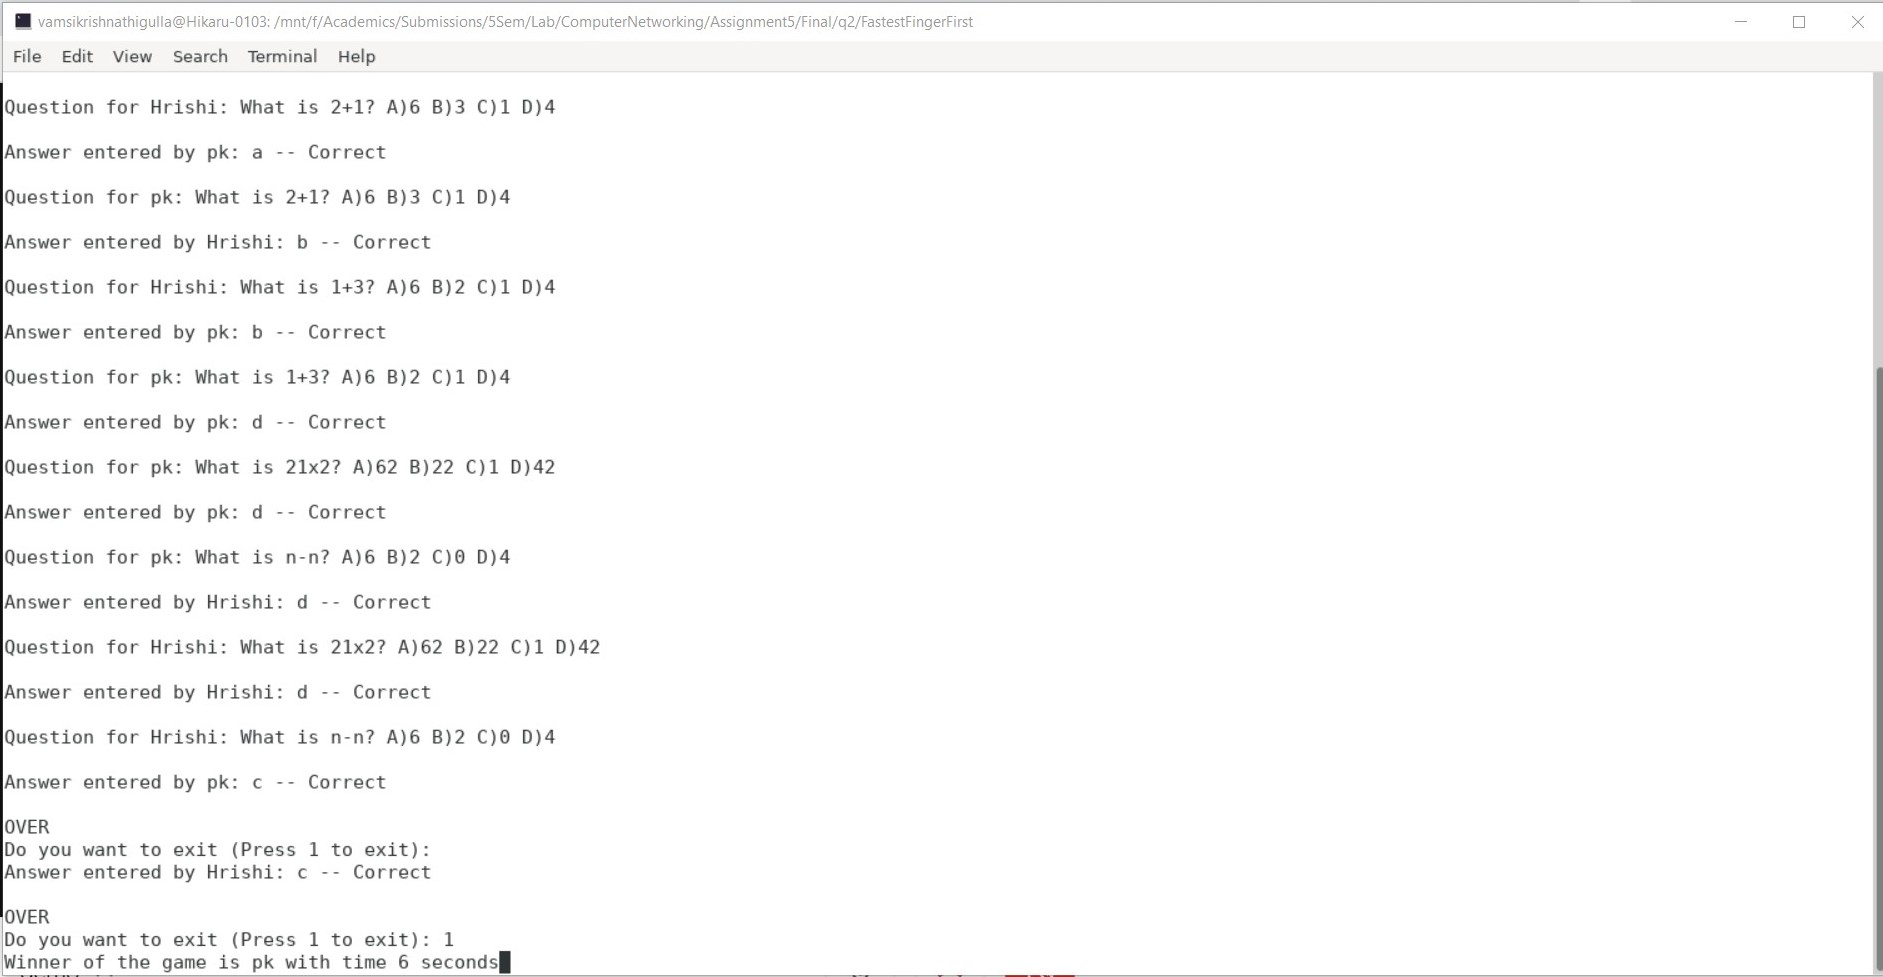 vamsikrishnathigulla@Hikaru-0103: /mnt/f/Academics/Submissions/5Sem/Lab/ComputerNetworking/Assignment5/Final/q2/FastestFingerFirst
File Edit View Search Terminal Help
Question for Hrishi: What is 2+1? A)6 B)3 C)1 D)4
Answer entered by pk: a -- Correct
Question for pk: What is 2+1? A)6 B)3 C)1 D)4
Answer entered by Hrishi: b -- Correct
Question for Hrishi: What is 1+3? A)6 B)2 C)1 D)4
Answer entered by pk: b -- Correct
Question for pk: What is 1+3? A)6 B)2 C)1 D)4
Answer entered by pk: d -- Correct
Question for pk: What is 21x2? A)62 B)22 C)1 D)42
Answer entered by pk: d -- Correct
Question for pk: What is n-n? A)6 B)2 C)0 D)4
Answer entered by Hrishi: d -- Correct
Question for Hrishi: What is 21x2? A)62 B)22 C)1 D)42
Answer entered by Hrishi: d -- Correct
Question for Hrishi: What is n-n? A)6 B)2 C)0 D)4
Answer entered by pk: c -- Correct
OVER
Do you want to exit (Press 1 to exit):
Answer entered by Hrishi: c -- Correct
OVER
Do you want to exit (Press 1 to exit): 1
Winner of the game is pk with time 6 seconds